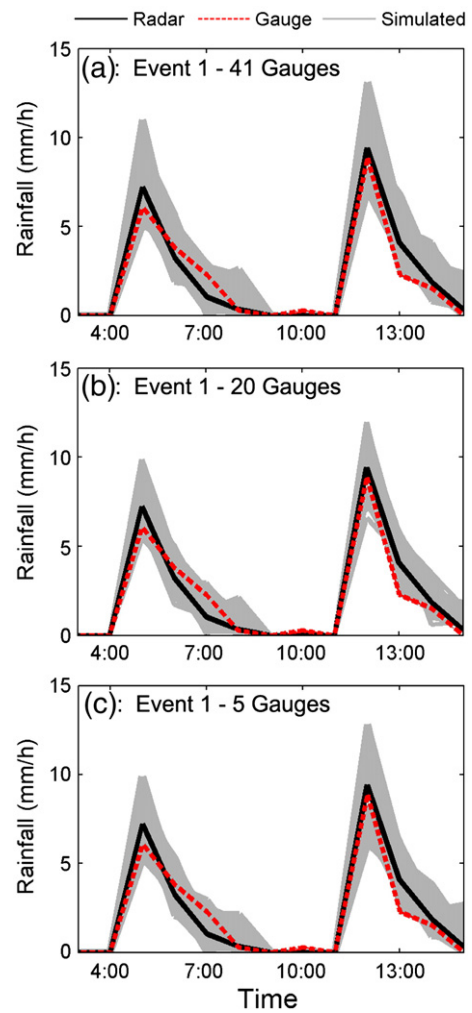 Radar Gauge Simulated
15
(a): Event 1 - 41 Gauges
10
Rainfall (mm/h)
5
0
4:00 7:00 10:00 13:00
15
(b): Event 1 - 20 Gauges
10
Rainfall (mm/h)
5
0
4:00 7:00 10:00 13:00
15
(c): Event 1 - 5 Gauges
10
Rainfall (mm/h)
5
0
4:00 7:00 10:00 13:00
Time